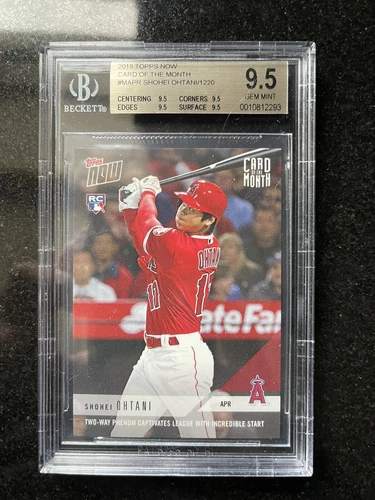 2018 TOPPS NOW
CARD OF THE MONTH
#MAPR SHOHEI OHTANI/1220
BECKETT
CENTERING 9.5 CORNERS 9.5
EDGES 9.5 SURFACE 9.5
9.5
GEM MINT
0010812293
topps
NOW
RC
CARD
OF THE
MONTH
OHTANI
17
StateFar
SHOHEI OHTANI
APR
A
TWO-WAY PHENOM CAPTIVATES LEAGUE WITH INCREDIBLE START